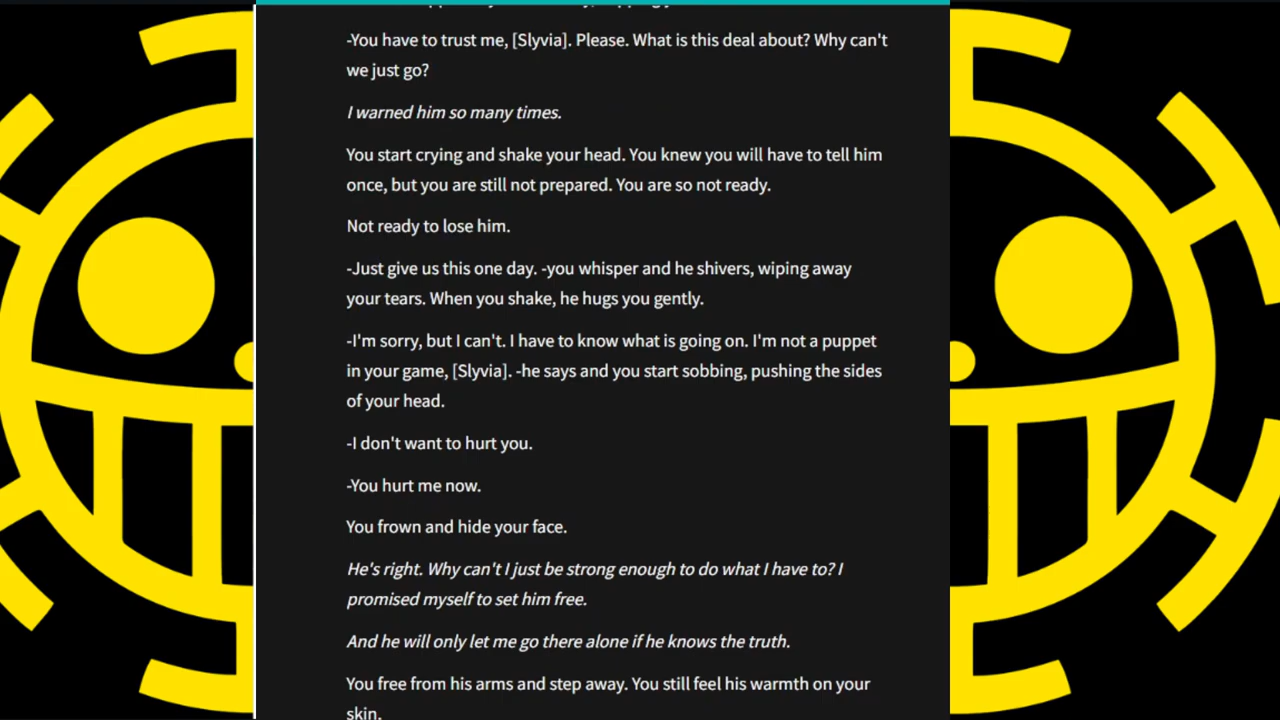 -You have to trust me, [Slyvia]. Please. What is this deal about? Why can't
we just go?
I warned him so many times.
You start crying and shake your head. You knew you will have to tell him
once, but you are still not prepared. You are so not ready.
Not ready to lose him.
-Just give us this one day. -you whisper and he shivers, wiping away
your tears. When you shake, he hugs you gently.
-I'm sorry, but I can't. I have to know what is going on. I'm not a puppet
in your game, [Slyvia]. -he says and you start sobbing, pushing the sides
of your head.
-I don't want to hurt you.
-You hurt me now.
You frown and hide your face.
He's right. Why can't I just be strong enough to do what I have to? I
promised myself to set him free.
And he will only let me go there alone if he knows the truth.
You free from his arms and step away. You still feel his warmth on your
skin.